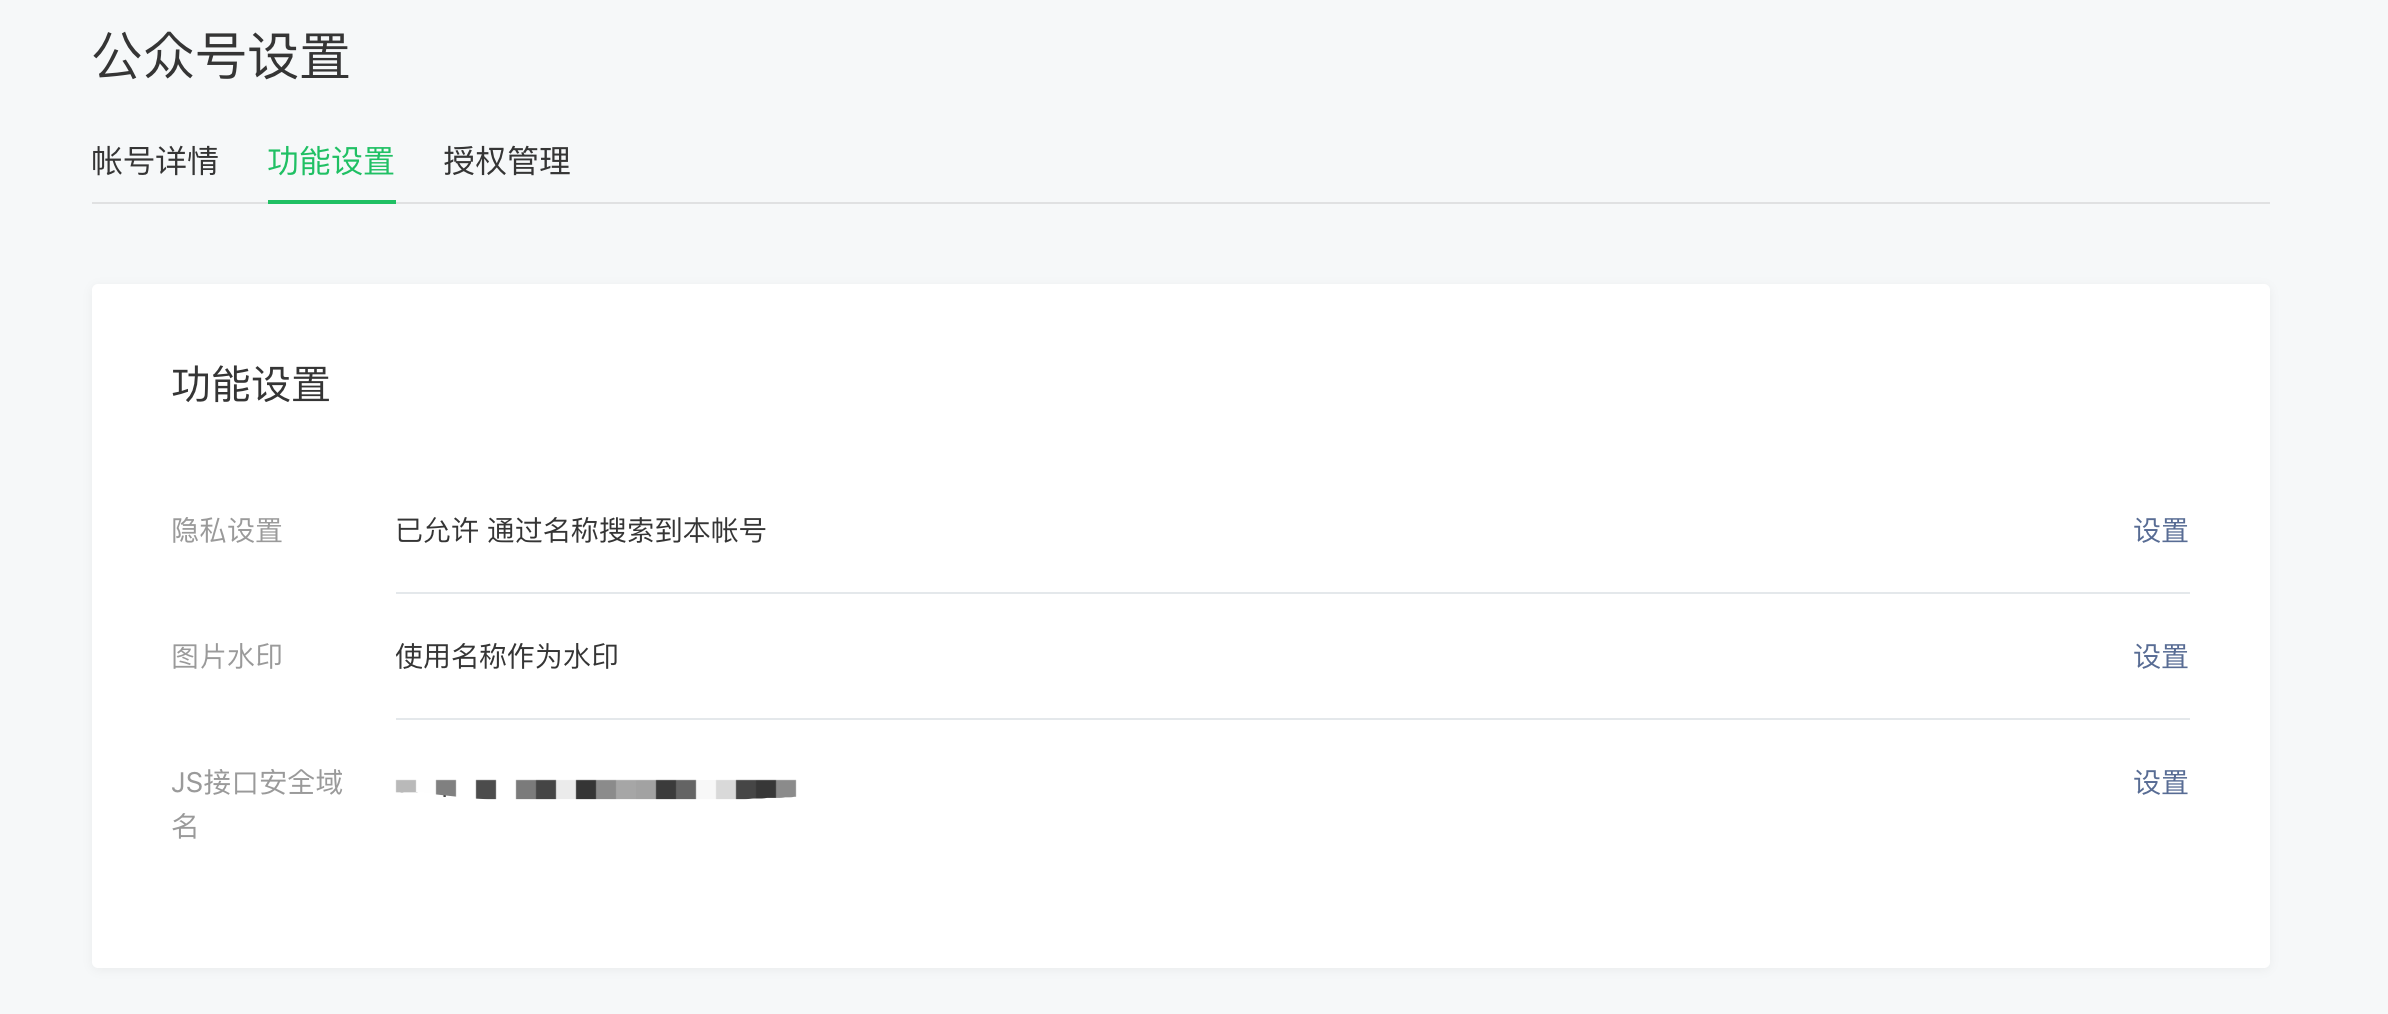 公众号设置
帐号详情 功能设置 授权管理
功能设置
隐私设置 已允许 通过名称搜索到本帐号 设置
图片水印 使用名称作为水印 设置
JS接口安全域名 设置